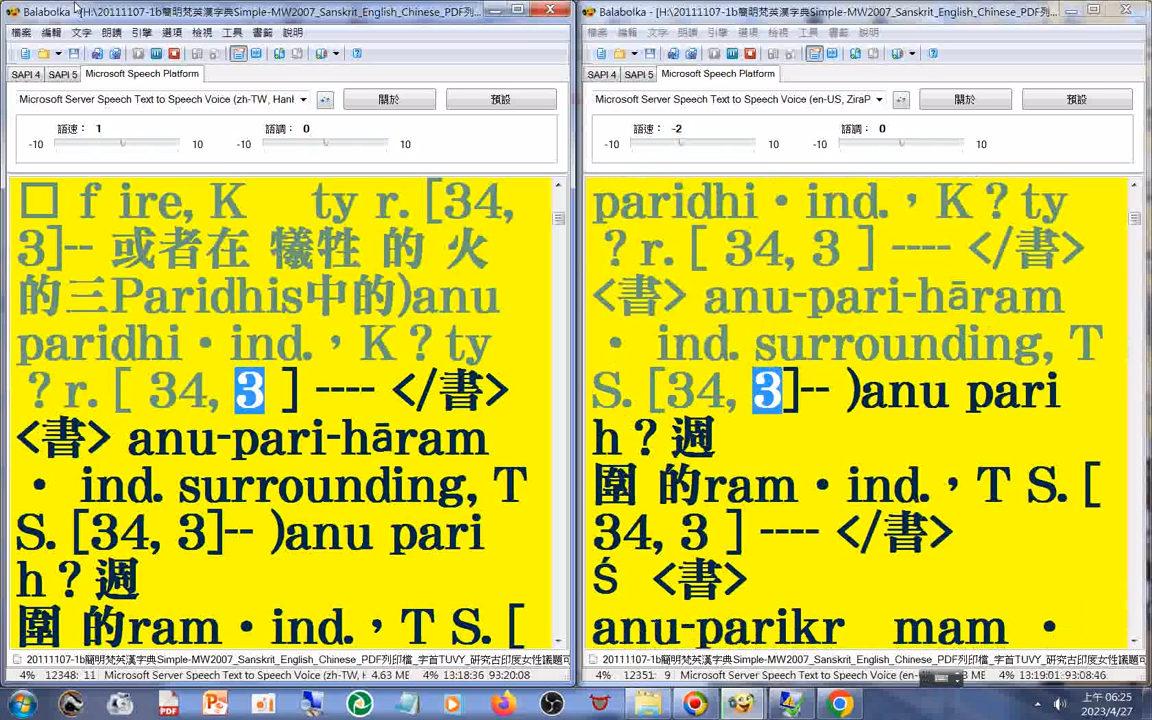 Balabolka - [H:\20111107-1b簡明梵英漢字典Simple-MW2007_Sanskrit_English_Chinese_PDF列...
檔案 編輯 文字 朗讀 引擎 選項 檢視 工具 書籤 說明
SAPI 4 SAPI 5 Microsoft Speech Platform
Microsoft Server Speech Text to Speech Voice (zh-TW, Hanl 關於 預設
語速: 1 語調: 0
-10 10 -10 10
□ f ire, K ty r. [34,
3]-- 或者在 犧牲 的 火
的三Paridhis中的)anu
paridhi・ind.,K?ty
?r. [ 34, 3 ] ---- </書>
<書> anu-pari-hāram
・ ind. surrounding, T
S. [34, 3]-- )anu pari
h?週
圍 的ram・ind.,T S. [
20111107-1b簡明梵英漢字典Simple-MW2007_Sanskrit_English_Chinese_PDF列印檔_字首TUVY_研究古印度女性議題可
4% 12348: 11 Microsoft Server Speech Text to Speech Voice (zh-TW, H 4.63 ME 4% 13:18:36 93:20:08
Balabolka - [H:\20111107-1b簡明梵英漢字典Simple-MW2007_Sanskrit_English_Chinese_PDF列印...
檔案 編輯 文字 朗讀 引擎 選項 檢視 工具 書籤 說明
SAPI 4 SAPI 5 Microsoft Speech Platform
Microsoft Server Speech Text to Speech Voice (en-US, ZiraP 關於 預設
語速: -2 語調: 0
-10 10 -10 10
paridhi・ind.,K?ty
?r. [ 34, 3 ] ---- </書>
<書> anu-pari-hāram
・ ind. surrounding, T
S. [34, 3]-- )anu pari
h?週
圍 的ram・ind.,T S. [
34, 3 ] ---- </書>
Ś <書>
anu-parikr mam ・
20111107-1b簡明梵英漢字典Simple-MW2007_Sanskrit_English_Chinese_PDF列印檔_字首TUVY_研究古印度女性議題可
4% 12351: 9 Microsoft Server Speech Text to Speech Voice ME 4% 13:19:01 93:08:46
上午 06:25
2023/4/27